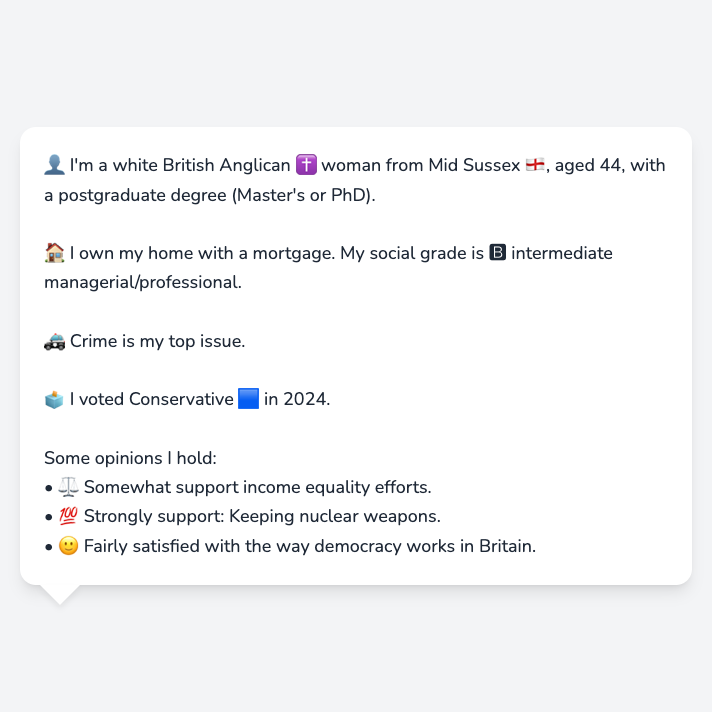 👤 I'm a white British Anglican ✝️ woman from Mid Sussex 🏴󠁧󠁢󠁥󠁮󠁧󠁿, aged 44, with
a postgraduate degree (Master's or PhD).
🏠 I own my home with a mortgage. My social grade is 🅱 intermediate
managerial/professional.
🚓 Crime is my top issue.
🗳️ I voted Conservative 🟦 in 2024.
Some opinions I hold:
• ⚖️ Somewhat support income equality efforts.
• 💯 Strongly support: Keeping nuclear weapons.
• 🙂 Fairly satisfied with the way democracy works in Britain.